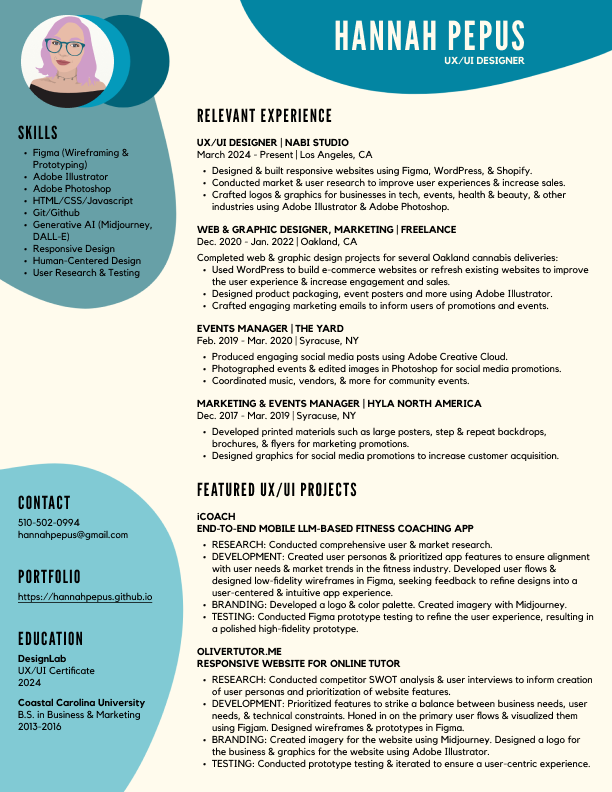 HANNAH PEPUS
UX/UI DESIGNER
SKILLS
• Figma (Wireframing &
Prototyping)
• Adobe Illustrator
• Adobe Photoshop
• HTML/CSS/Javascript
• Git/Github
• Generative AI (Midjourney,
DALL-E)
• Responsive Design
• Human-Centered Design
• User Research & Testing
CONTACT
510-502-0994
hannahpepus@gmail.com
PORTFOLIO
https://hannahpepus.github.io
EDUCATION
DesignLab
UX/UI Certificate
2024
Coastal Carolina University
B.S. in Business & Marketing
2013-2016
RELEVANT EXPERIENCE
UX/UI DESIGNER | NABI STUDIO
March 2024 - Present | Los Angeles, CA
• Designed & built responsive websites using Figma, WordPress, & Shopify.
• Conducted market & user research to improve user experiences & increase sales.
• Crafted logos & graphics for businesses in tech, events, health & beauty, & other
industries using Adobe Illustrator & Adobe Photoshop.
WEB & GRAPHIC DESIGNER, MARKETING | FREELANCE
Dec. 2020 - Jan. 2022 | Oakland, CA
Completed web & graphic design projects for several Oakland cannabis deliveries:
• Used WordPress to build e-commerce websites or refresh existing websites to improve
the user experience & increase engagement and sales.
• Designed product packaging, event posters and more using Adobe Illustrator.
• Crafted engaging marketing emails to inform users of promotions and events.
EVENTS MANAGER | THE YARD
Feb. 2019 - Mar. 2020 | Syracuse, NY
• Produced engaging social media posts using Adobe Creative Cloud.
• Photographed events & edited images in Photoshop for social media promotions.
• Coordinated music, vendors, & more for community events.
MARKETING & EVENTS MANAGER | HYLA NORTH AMERICA
Dec. 2017 - Mar. 2019 | Syracuse, NY
• Developed printed materials such as large posters, step & repeat backdrops,
brochures, & flyers for marketing promotions.
• Designed graphics for social media promotions to increase customer acquisition.
FEATURED UX/UI PROJECTS
iCOACH
END-TO-END MOBILE LLM-BASED FITNESS COACHING APP
• RESEARCH: Conducted comprehensive user & market research.
• DEVELOPMENT: Created user personas & prioritized app features to ensure alignment
with user needs & market trends in the fitness industry. Developed user flows &
designed low-fidelity wireframes in Figma, seeking feedback to refine designs into a
user-centered & intuitive app experience.
• BRANDING: Developed a logo & color palette. Created imagery with Midjourney.
• TESTING: Conducted Figma prototype testing to refine the user experience, resulting in
a polished high-fidelity prototype.
OLIVERTUTOR.ME
RESPONSIVE WEBSITE FOR ONLINE TUTOR
• RESEARCH: Conducted competitor SWOT analysis & user interviews to inform creation
of user personas and prioritization of website features.
• DEVELOPMENT: Prioritized features to strike a balance between business needs, user
needs, & technical constraints. Honed in on the primary user flows & visualized them
using Figjam. Designed wireframes & prototypes in Figma.
• BRANDING: Created imagery for the website using Midjourney. Designed a logo for
the business & graphics for the website using Adobe Illustrator.
• TESTING: Conducted prototype testing & iterated to ensure a user-centric experience.